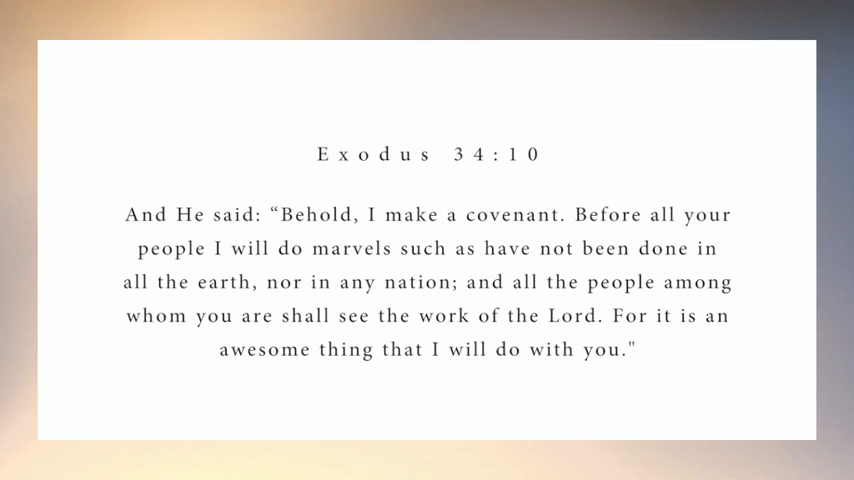 Exodus 34:10
And He said: “Behold, I make a covenant. Before all your
people I will do marvels such as have not been done in
all the earth, nor in any nation; and all the people among
whom you are shall see the work of the Lord. For it is an
awesome thing that I will do with you."